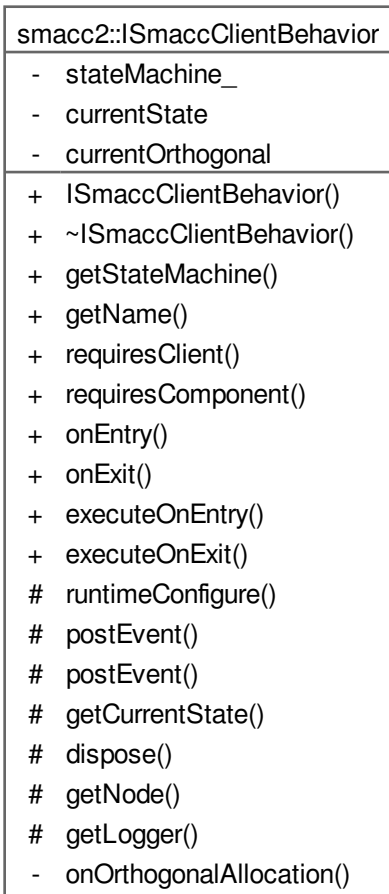 smacc2::ISmaccClientBehavior
- stateMachine_
- currentState
- currentOrthogonal
+ ISmaccClientBehavior()
+ ~ISmaccClientBehavior()
+ getStateMachine()
+ getName()
+ requiresClient()
+ requiresComponent()
+ onEntry()
+ onExit()
+ executeOnEntry()
+ executeOnExit()
# runtimeConfigure()
# postEvent()
# postEvent()
# getCurrentState()
# dispose()
# getNode()
# getLogger()
- onOrthogonalAllocation()